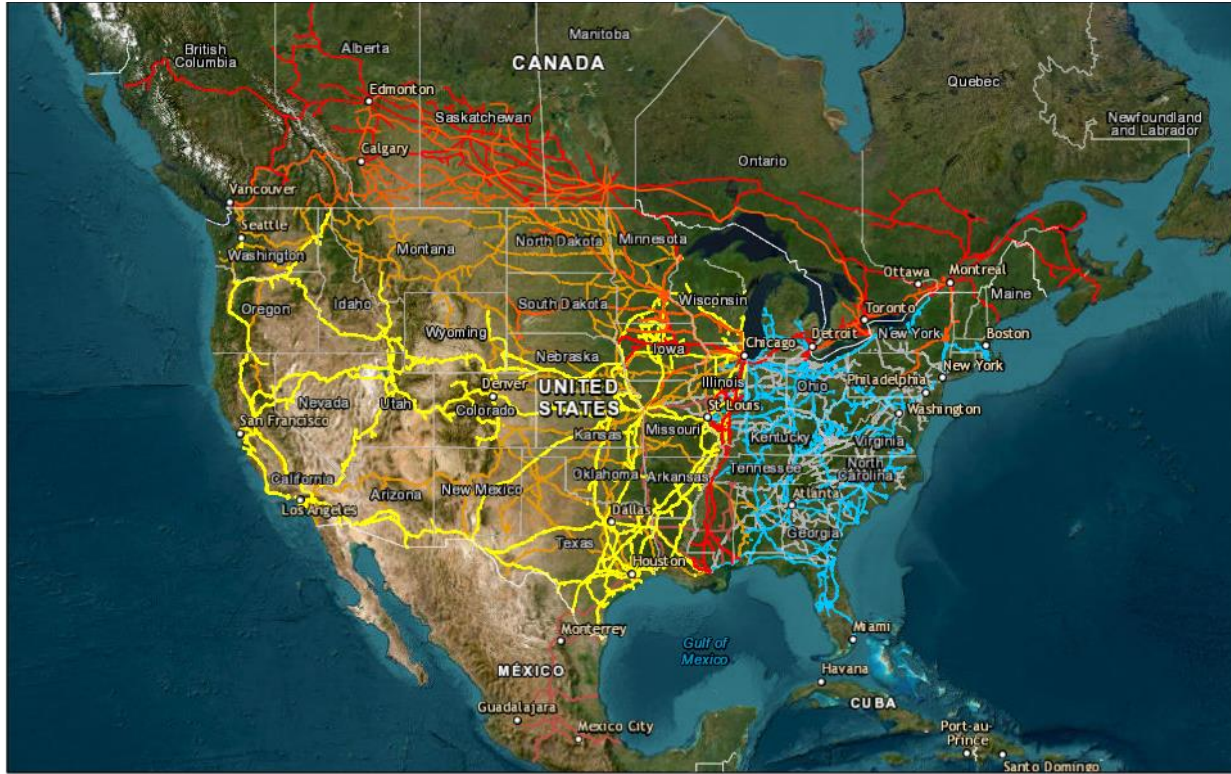 Manitoba
British
Columbia
Alberta
CANADA
Quebec
Edmonton
Newfoundland
and Labrador
Saskatchewan
Calgary
Ontario
Vancouver
Seattle
Washington
Montana
North Dakota
Minnesota
Ottawa
Montreal
Oregon
Idaho
South Dakota
Wisconsin
Toronto
Maine
Wyoming
Detroit
New York
Boston
Iowa
Chicago
Nebraska
New York
Denver
UNITED
STATES
Illinois
Ohio
Philadelphia
Nevada
Utah
Colorado
St Louis
Washington
San Francisco
Kansas
Missouri
Kentucky
Virginia
California
Arizona
New Mexico
Oklahoma
Arkansas
Tennessee
North
Carolina
Los Angeles
Dallas
Atlanta
Texas
Georgia
Houston
Miami
Monterrey
Gulf of
Mexico
MÉXICO
Havana
CUBA
Guadalajara
Mexico City
Port-au-
Prince
Santo Domingo